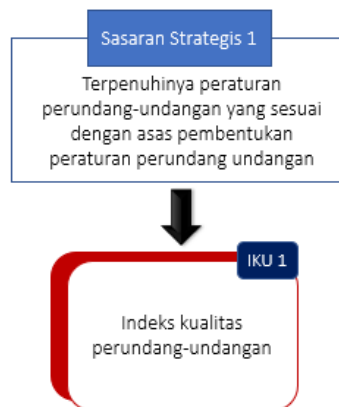 Sasaran Strategis 1
Terpenuhinya peraturan
perundang-undangan yang sesuai
dengan asas pembentukan
peraturan perundang undangan
IKU 1
Indeks kualitas
perundang-undangan